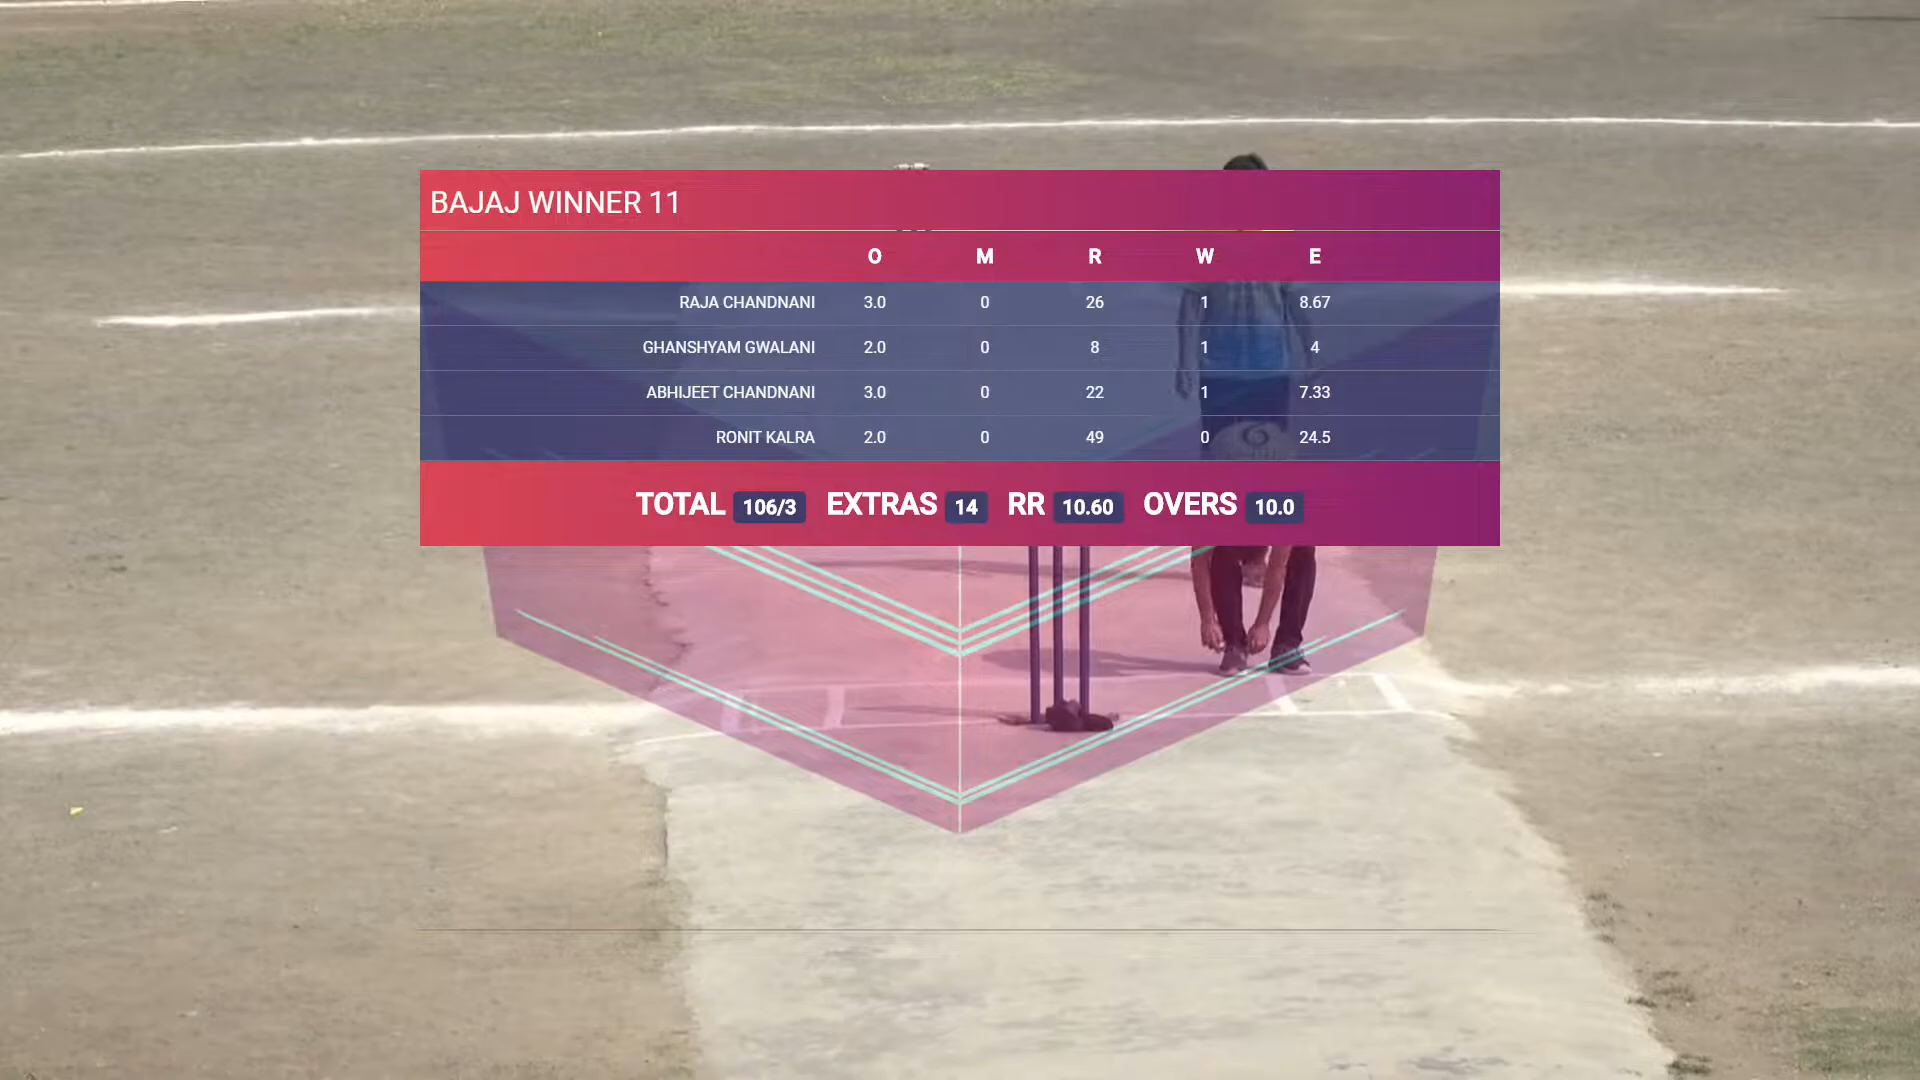 BAJAJ WINNER 11
O M R W E
RAJA CHANDNANI 3.0 0 26 1 8.67
GHANSHYAM GWALANI 2.0 0 8 1 4
ABHIJEET CHANDNANI 3.0 0 22 1 7.33
RONIT KALRA 2.0 0 49 0 24.5
TOTAL 106/3 EXTRAS 14 RR 10.60 OVERS 10.0